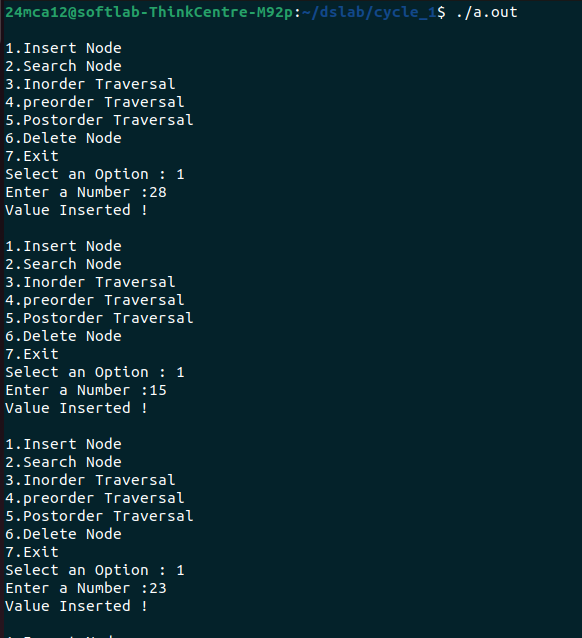 24mca12@softlab-ThinkCentre-M92p:~/dslab/cycle_1$ ./a.out
1.Insert Node
2.Search Node
3.Inorder Traversal
4.preorder Traversal
5.Postorder Traversal
6.Delete Node
7.Exit
Select an Option : 1
Enter a Number :28
Value Inserted !
1.Insert Node
2.Search Node
3.Inorder Traversal
4.preorder Traversal
5.Postorder Traversal
6.Delete Node
7.Exit
Select an Option : 1
Enter a Number :15
Value Inserted !
1.Insert Node
2.Search Node
3.Inorder Traversal
4.preorder Traversal
5.Postorder Traversal
6.Delete Node
7.Exit
Select an Option : 1
Enter a Number :23
Value Inserted !